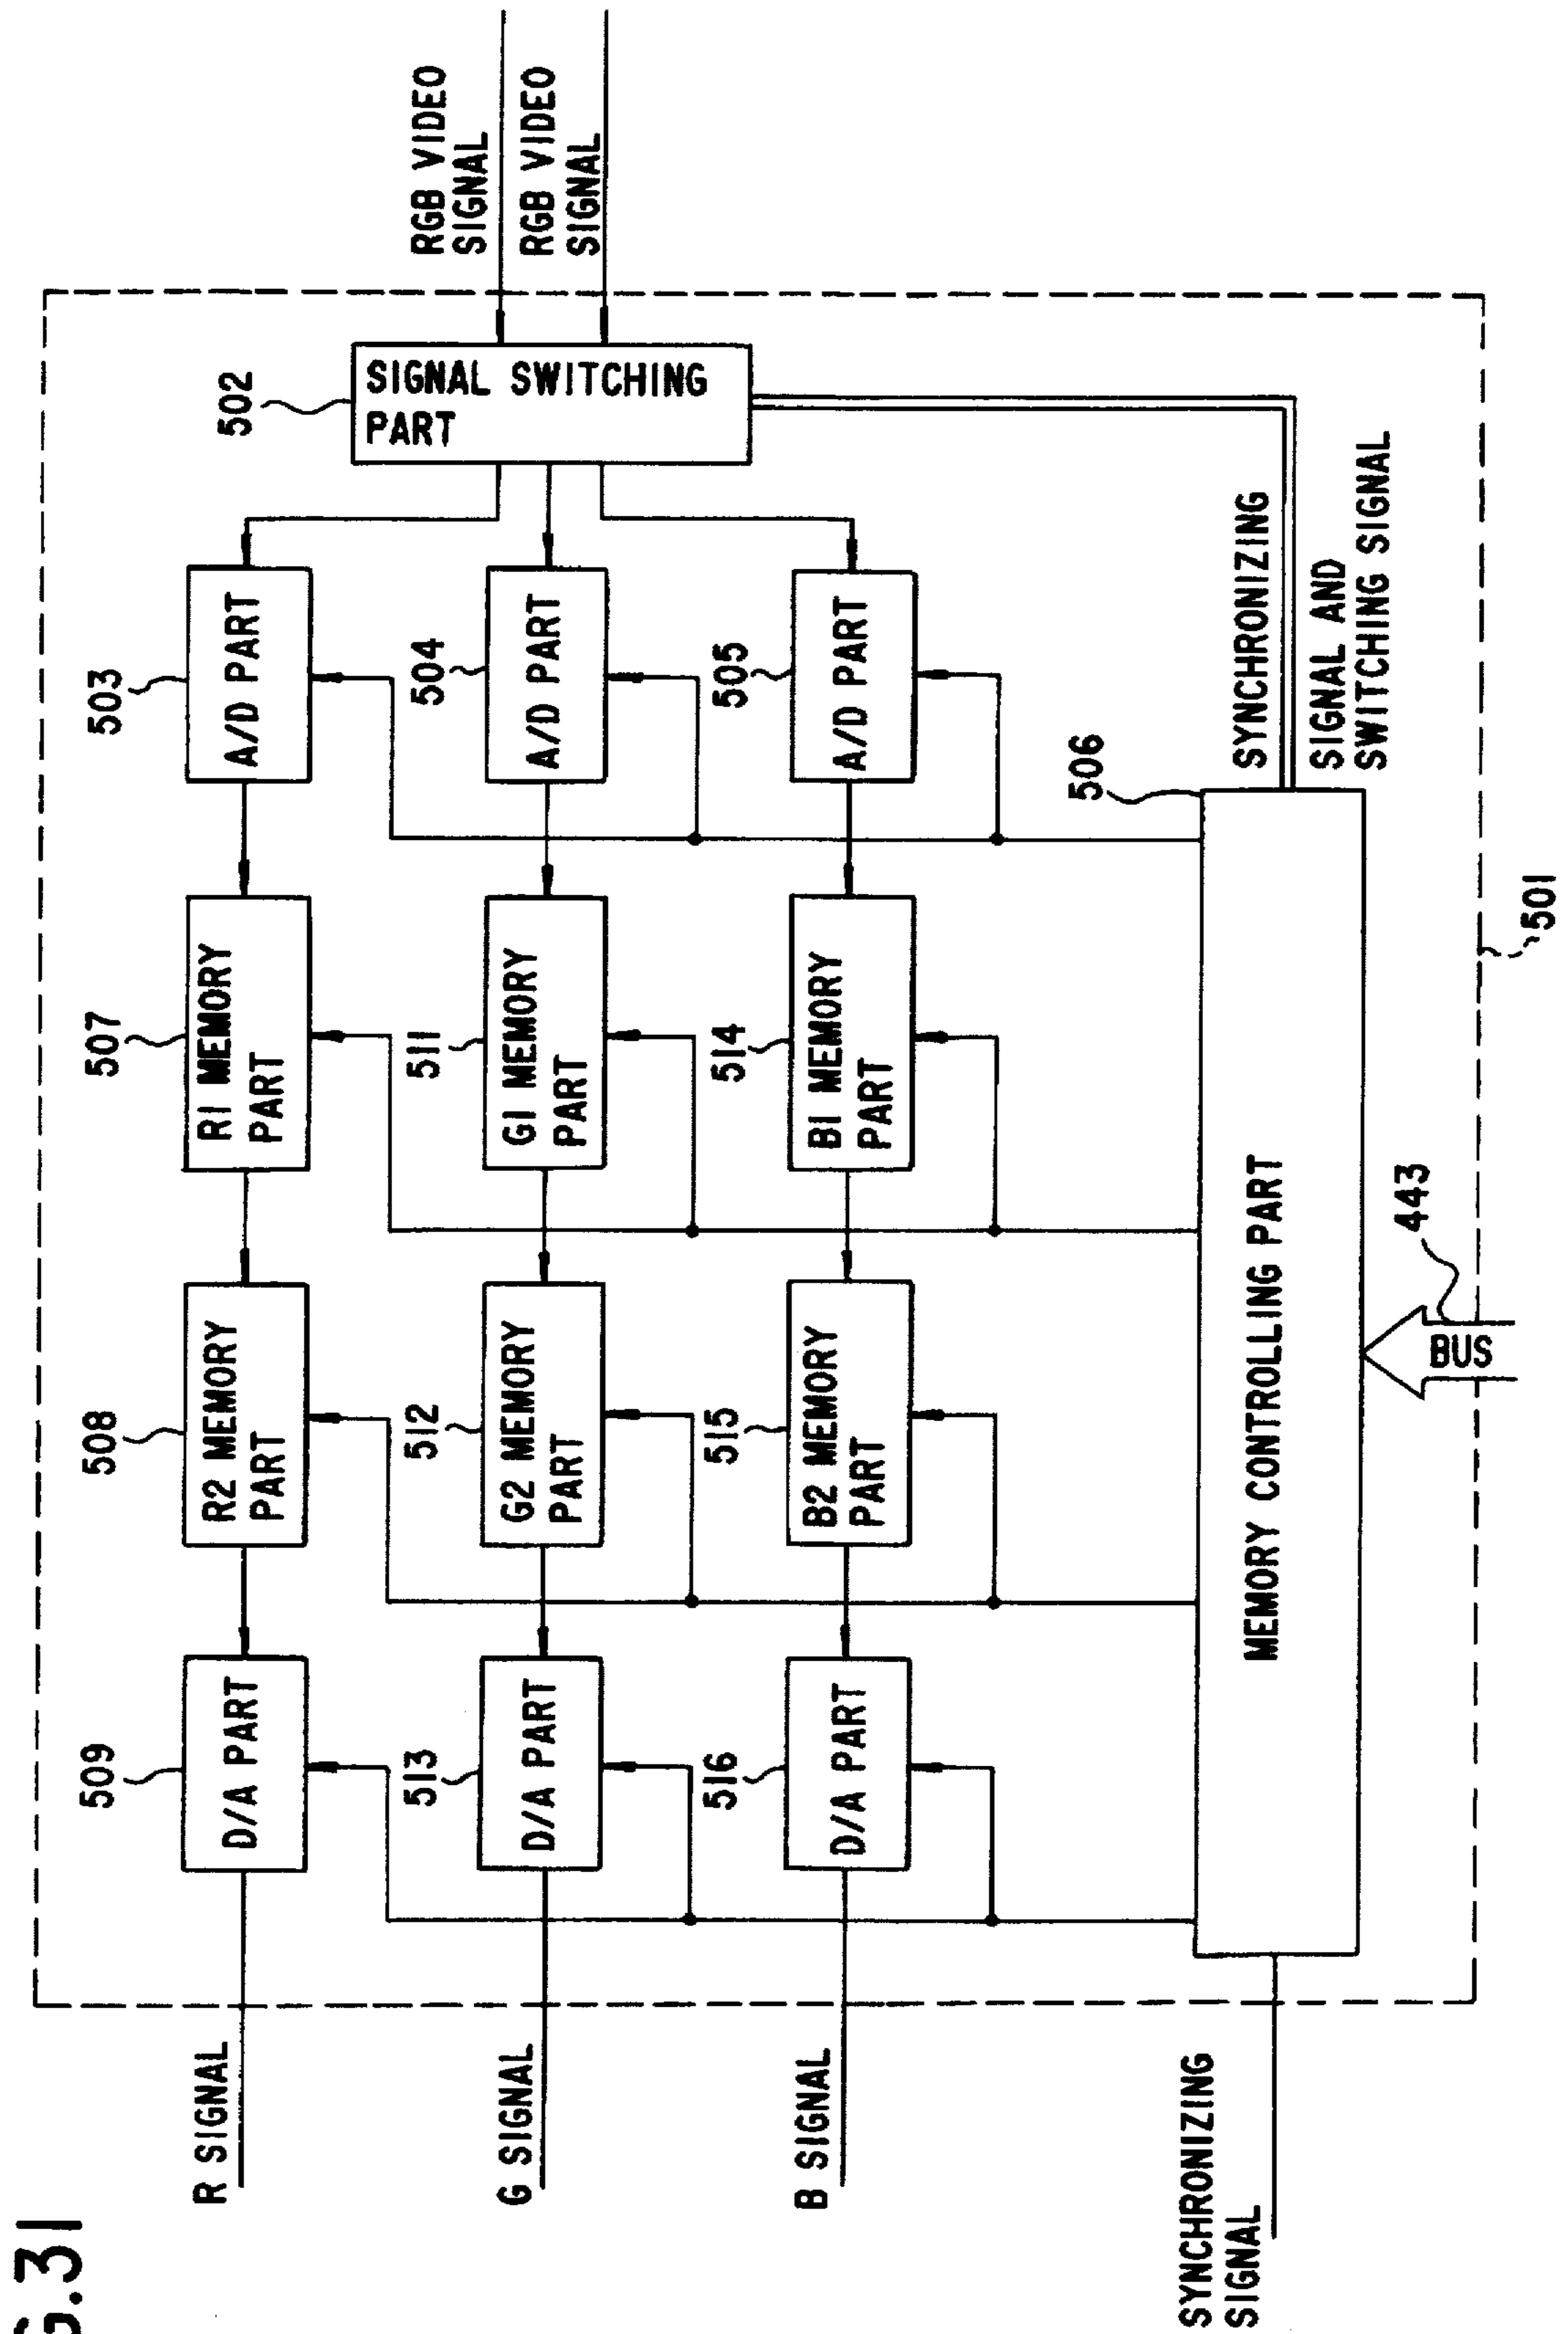 G.31
R SIGNAL
G SIGNAL
B SIGNAL
SYNCHRONIZING
SIGNAL
509
D/A PART
508
R2 MEMORY
PART
507
R1 MEMORY
PART
503
A/D PART
513
D/A PART
512
G2 MEMORY
PART
511
G1 MEMORY
PART
504
A/D PART
516
D/A PART
515
B2 MEMORY
PART
514
B1 MEMORY
PART
505
A/D PART
502
SIGNAL SWITCHING
PART
RGB VIDEO
SIGNAL
RGB VIDEO
SIGNAL
506
MEMORY CONTROLLING PART
SYNCHRONIZING
SIGNAL AND
SWITCHING SIGNAL
BUS
443
501